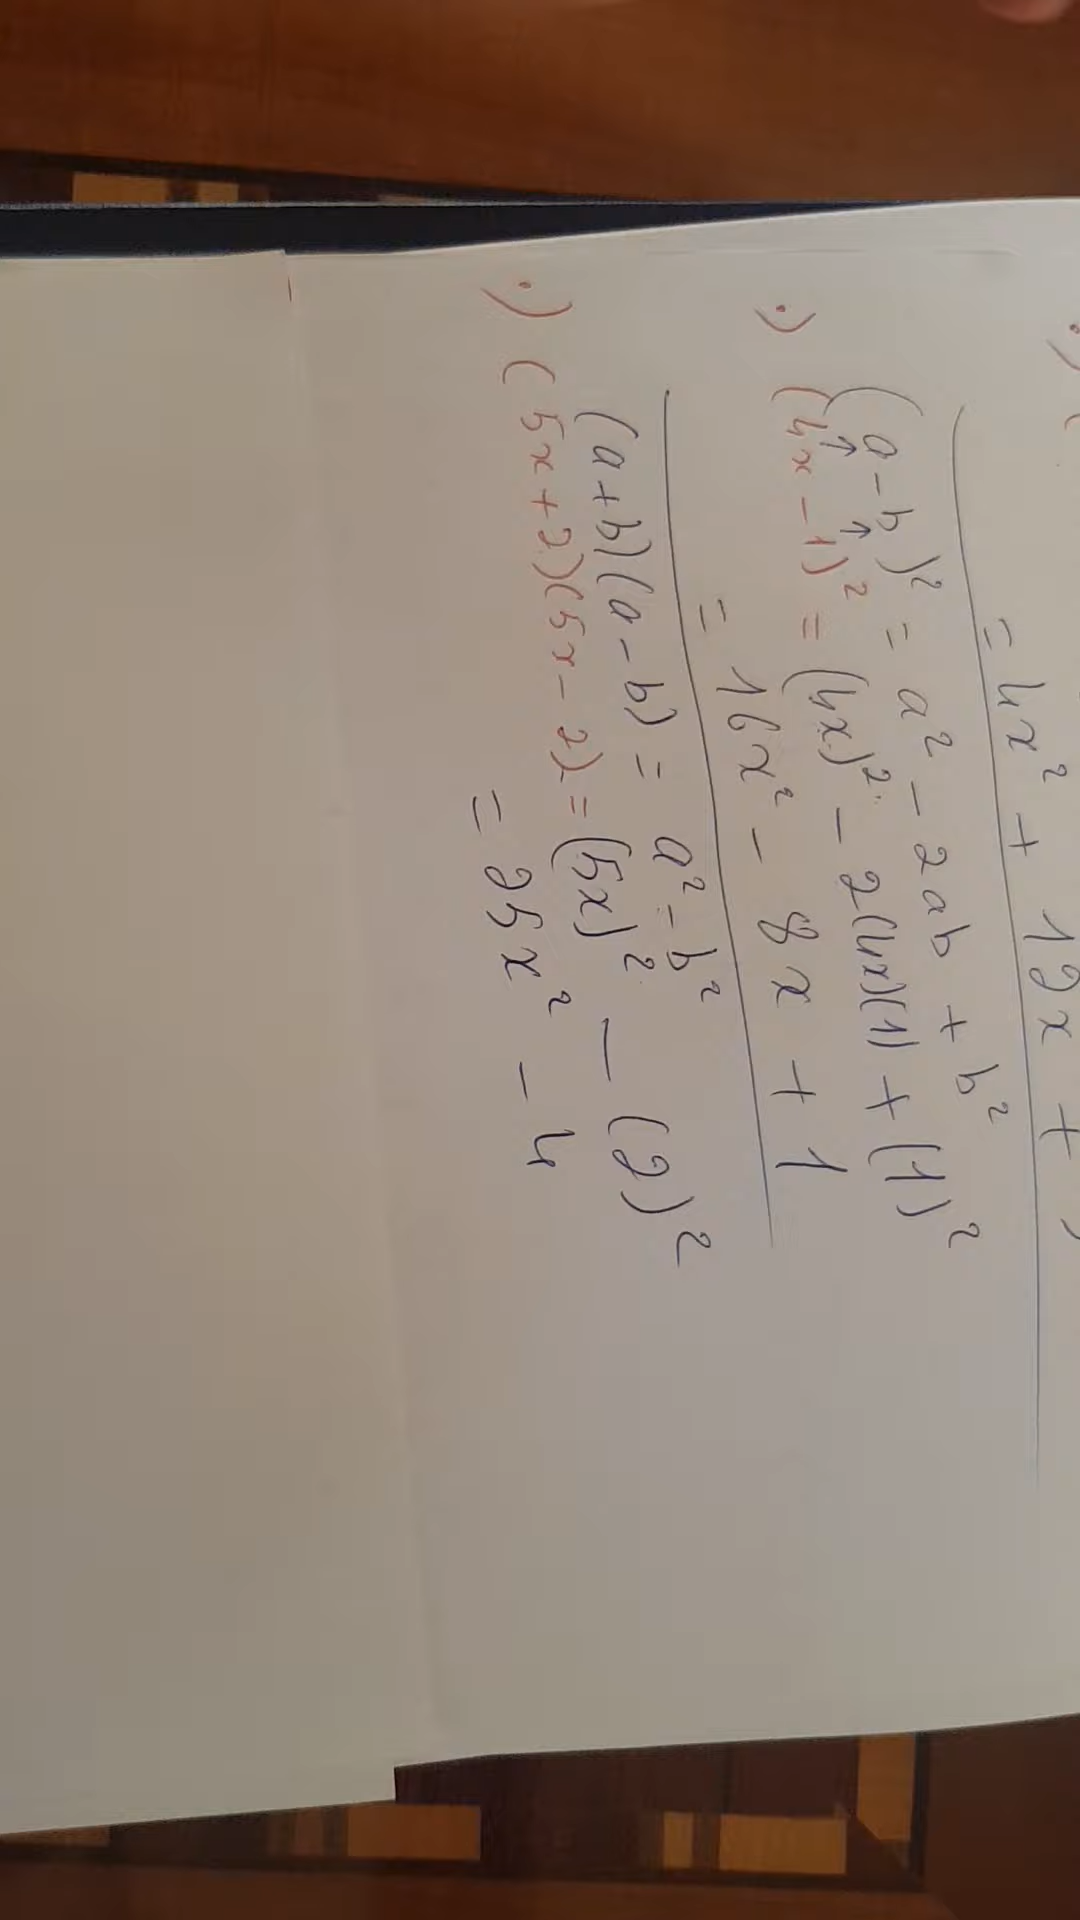 = 4x² + 12x +
·) (a - b)² = a² - 2ab + b²
(4x - 1)² = (4x)² - 2(4x)(1) + (1)²
= 16x² - 8x + 1
(a + b)(a - b) = a² - b²
·) (5x + 2)(5x - 2) = (5x)² - (2)²
= 25x² - 4